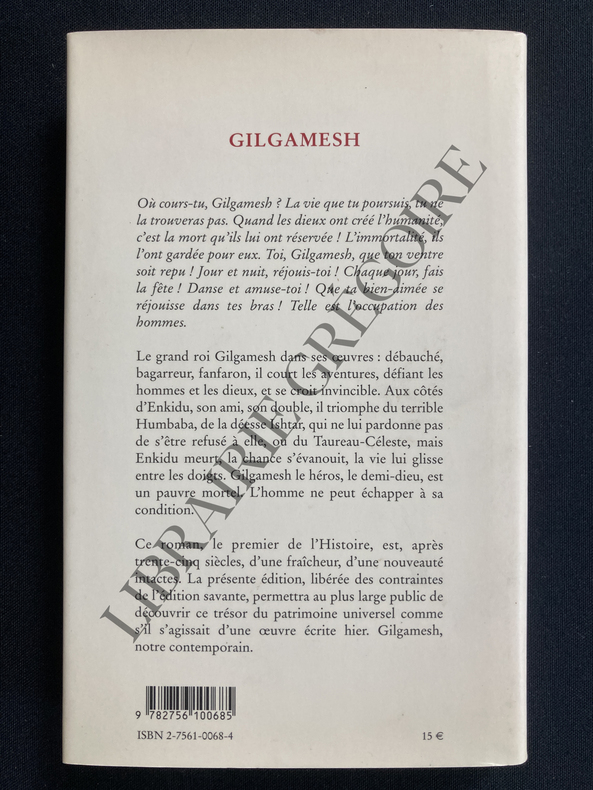 GILGAMESH
Où cours-tu, Gilgamesh ? La vie que tu poursuis, tu ne
la trouveras pas. Quand les dieux ont créé l'humanité,
c'est la mort qu'ils lui ont réservée ! L'immortalité, ils
l'ont gardée pour eux. Toi, Gilgamesh, que ton ventre
soit repu ! Jour et nuit, réjouis-toi ! Chaque jour, fais
la fête ! Danse et amuse-toi ! Que ta bien-aimée se
réjouisse dans tes bras ! Telle est l'occupation des
hommes.
Le grand roi Gilgamesh dans ses œuvres : débauché,
bagarreur, fanfaron, il court les aventures, défiant les
hommes et les dieux, et se croit invincible. Aux côtés
d'Enkidu, son ami, son double, il triomphe du terrible
Humbaba, de la déesse Ishtar, qui ne lui pardonne pas
de s'être refusé à elle, ou du Taureau-Céleste, mais
Enkidu meurt, la chance s'évanouit, la vie lui glisse
entre les doigts. Gilgamesh le héros, le demi-dieu, est
un pauvre mortel. L'homme ne peut échapper à sa
condition.
Ce roman, le premier de l'Histoire, est, après
trente-cinq siècles, d'une fraîcheur, d'une nouveauté
intactes. La présente édition, libérée des contraintes
de l'édition savante, permettra au plus large public de
découvrir ce trésor du patrimoine universel comme
s'il s'agissait d'une œuvre écrite hier. Gilgamesh,
notre contemporain.
9 782756 100685
ISBN 2-7561-0068-4 15 €
LIBRAIRIE GRÉGOIRE